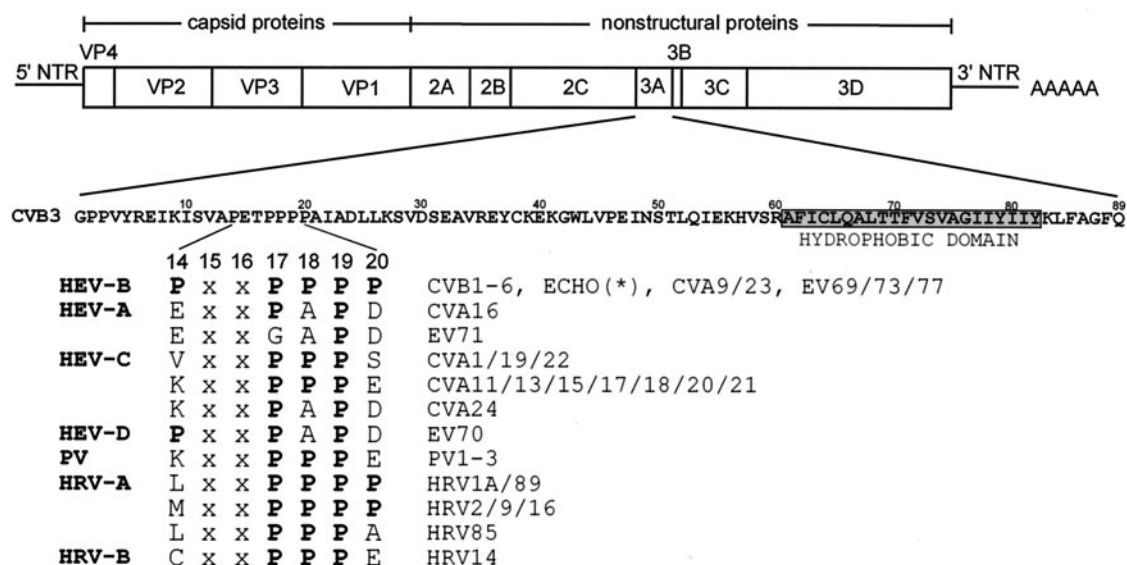 capsid proteins nonstructural proteins
VP4 3B
5' NTR VP2 VP3 VP1 2A 2B 2C 3A 3C 3D 3' NTR AAAAA
10 20 30 40 50 60 70 80 89
CVB3 GPPVYREIKISVAPETPPPPAIADLLKSVDSEAVREYCKEKGWLVPEINSTLQIEKHVSRAFICLQALTTFVSVAGIIYIIYKLFAGFQ
HYDROPHOBIC DOMAIN
14 15 16 17 18 19 20
HEV-B P x x P P P P CVB1-6, ECHO(*), CVA9/23, EV69/73/77
HEV-A E x x P A P D CVA16
E x x G A P D EV71
HEV-C V x x P P P S CVA1/19/22
K x x P P P E CVA11/13/15/17/18/20/21
K x x P A P D CVA24
HEV-D P x x P A P D EV70
PV K x x P P P E PV1-3
HRV-A L x x P P P P HRV1A/89
M x x P P P P HRV2/9/16
L x x P P P A HRV85
HRV-B C x x P P P E HRV14